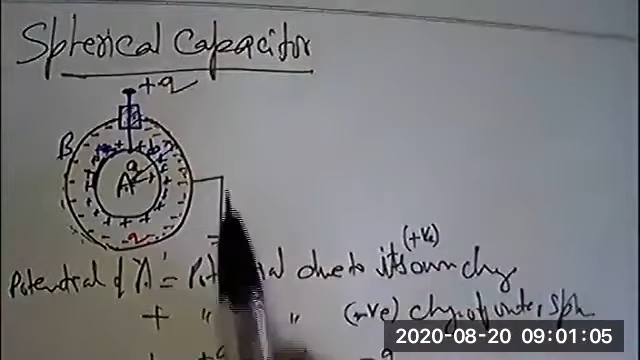 Spherical Capacitor
+q
B
a
b
A
Potential of 'A' = Potential due to its own chg
(+ve)
+ " " (-ve) chg of outer sph
2020-08-20 09:01:05